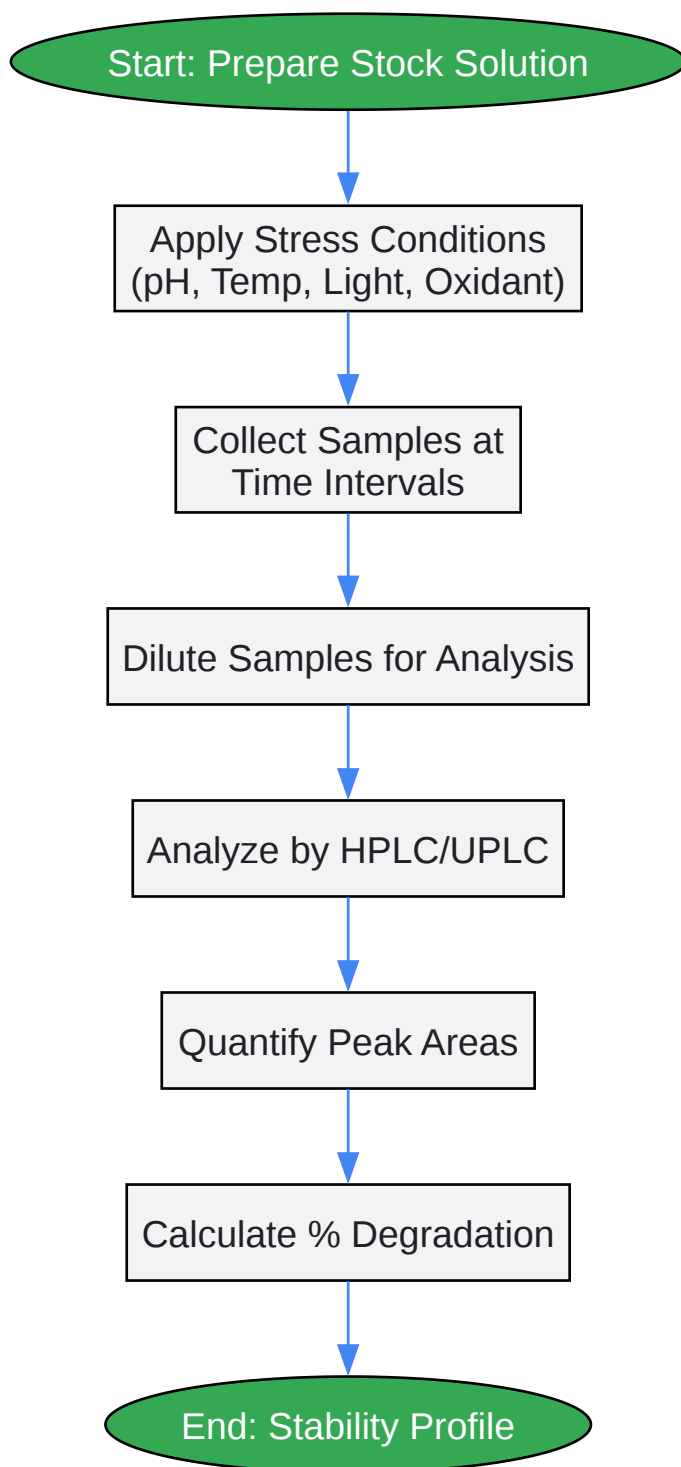 Start: Prepare Stock Solution
Apply Stress Conditions
(pH, Temp, Light, Oxidant)
Collect Samples at
Time Intervals
Dilute Samples for Analysis
Analyze by HPLC/UPLC
Quantify Peak Areas
Calculate % Degradation
End: Stability Profile